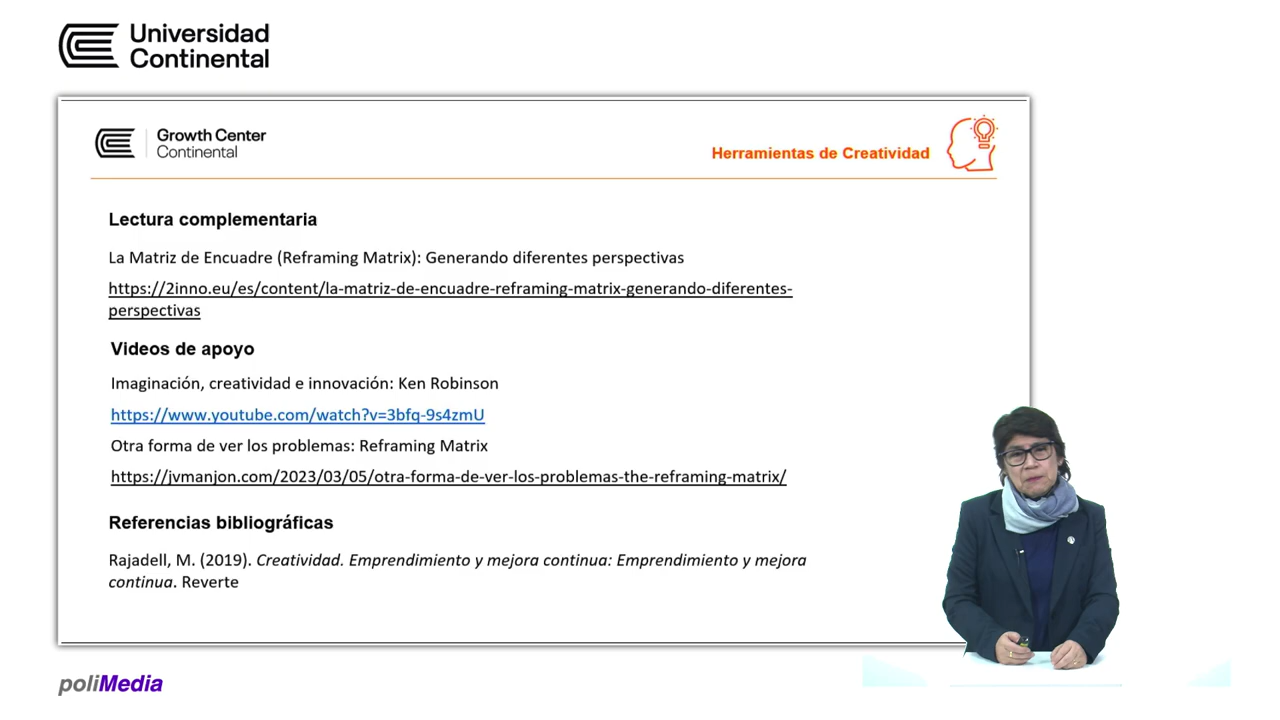 Universidad
Continental
Growth Center
Continental
Herramientas de Creatividad
Lectura complementaria
La Matriz de Encuadre (Reframing Matrix): Generando diferentes perspectivas
https://2inno.eu/es/content/la-matriz-de-encuadre-reframing-matrix-generando-diferentes-
perspectivas
Videos de apoyo
Imaginación, creatividad e innovación: Ken Robinson
https://www.youtube.com/watch?v=3bfq-9s4zmU
Otra forma de ver los problemas: Reframing Matrix
https://jvmanjon.com/2023/03/05/otra-forma-de-ver-los-problemas-the-reframing-matrix/
Referencias bibliográficas
Rajadell, M. (2019). Creatividad. Emprendimiento y mejora continua: Emprendimiento y mejora
continua. Reverte
poliMedia